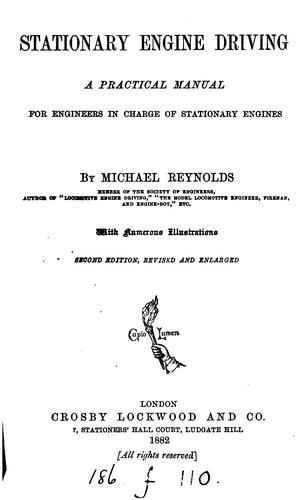 STATIONARY ENGINE DRIVING
A PRACTICAL MANUAL
FOR ENGINEERS IN CHARGE OF STATIONARY ENGINES
BY MICHAEL REYNOLDS
MEMBER OF THE SOCIETY OF ENGINEERS,
AUTHOR OF "LOCOMOTIVE ENGINE DRIVING," "THE MODEL LOCOMOTIVE ENGINEER, FIREMAN,
AND ENGINE-BOY," ETC.
With Numerous Illustrations
SECOND EDITION, REVISED AND ENLARGED
Capio Lumen
LONDON
CROSBY LOCKWOOD AND CO.
7, STATIONERS' HALL COURT, LUDGATE HILL
1882
[All rights reserved]
186 f 110.